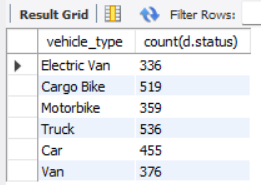 Result Grid Filter Rows:
vehicle_type count(d.status)
Electric Van 336
Cargo Bike 519
Motorbike 359
Truck 536
Car 455
Van 376